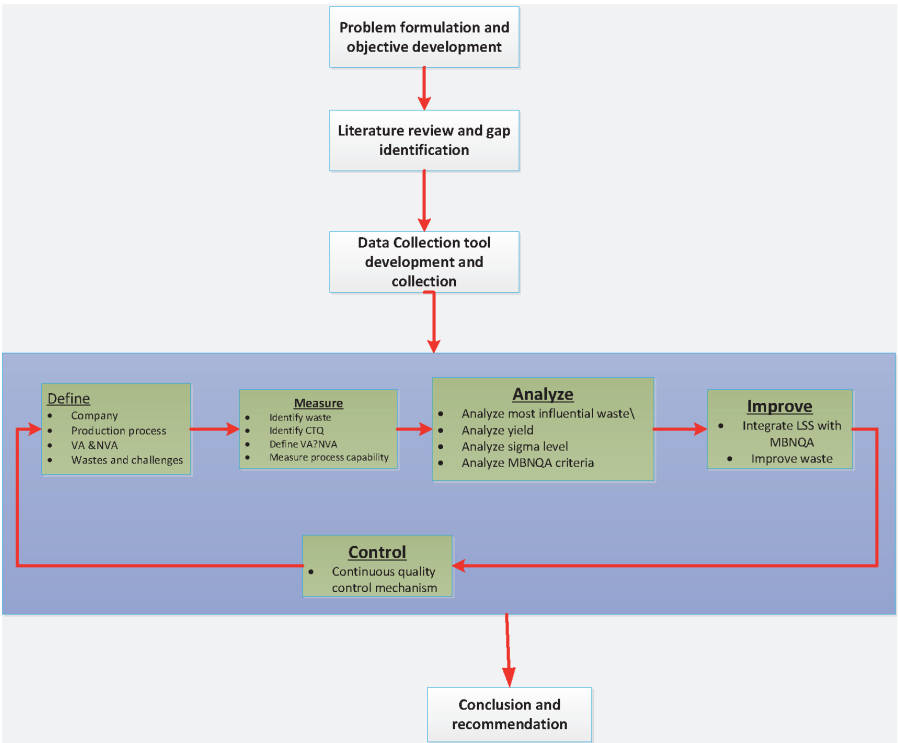 Problem formulation and
objective development
Literature review and gap
identification
Data Collection tool
development and
collection
Define
• Company
• Production process
• VA &NVA
• Wastes and challenges
Measure
• Identify waste
• Identify CTQ
• Define VA?NVA
• Measure process capability
Analyze
• Analyze most influential waste\
• Analyze yield
• Analyze sigma level
• Analyze MBNQA criteria
Improve
• Integrate LSS with
MBNQA
• Improve waste
Control
• Continuous quality
control mechanism
Conclusion and
recommendation